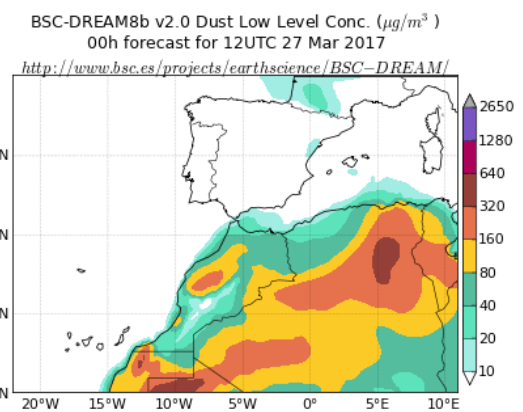 BSC-DREAM8b v2.0 Dust Low Level Conc. (μg/m³ )
00h forecast for 12UTC 27 Mar 2017
http://www.bsc.es/projects/earthscience/BSC−DREAM/
2650
1280
640
320
160
80
40
20
10
N
N
N
N
20°W 15°W 10°W 5°W 0° 5°E 10°E